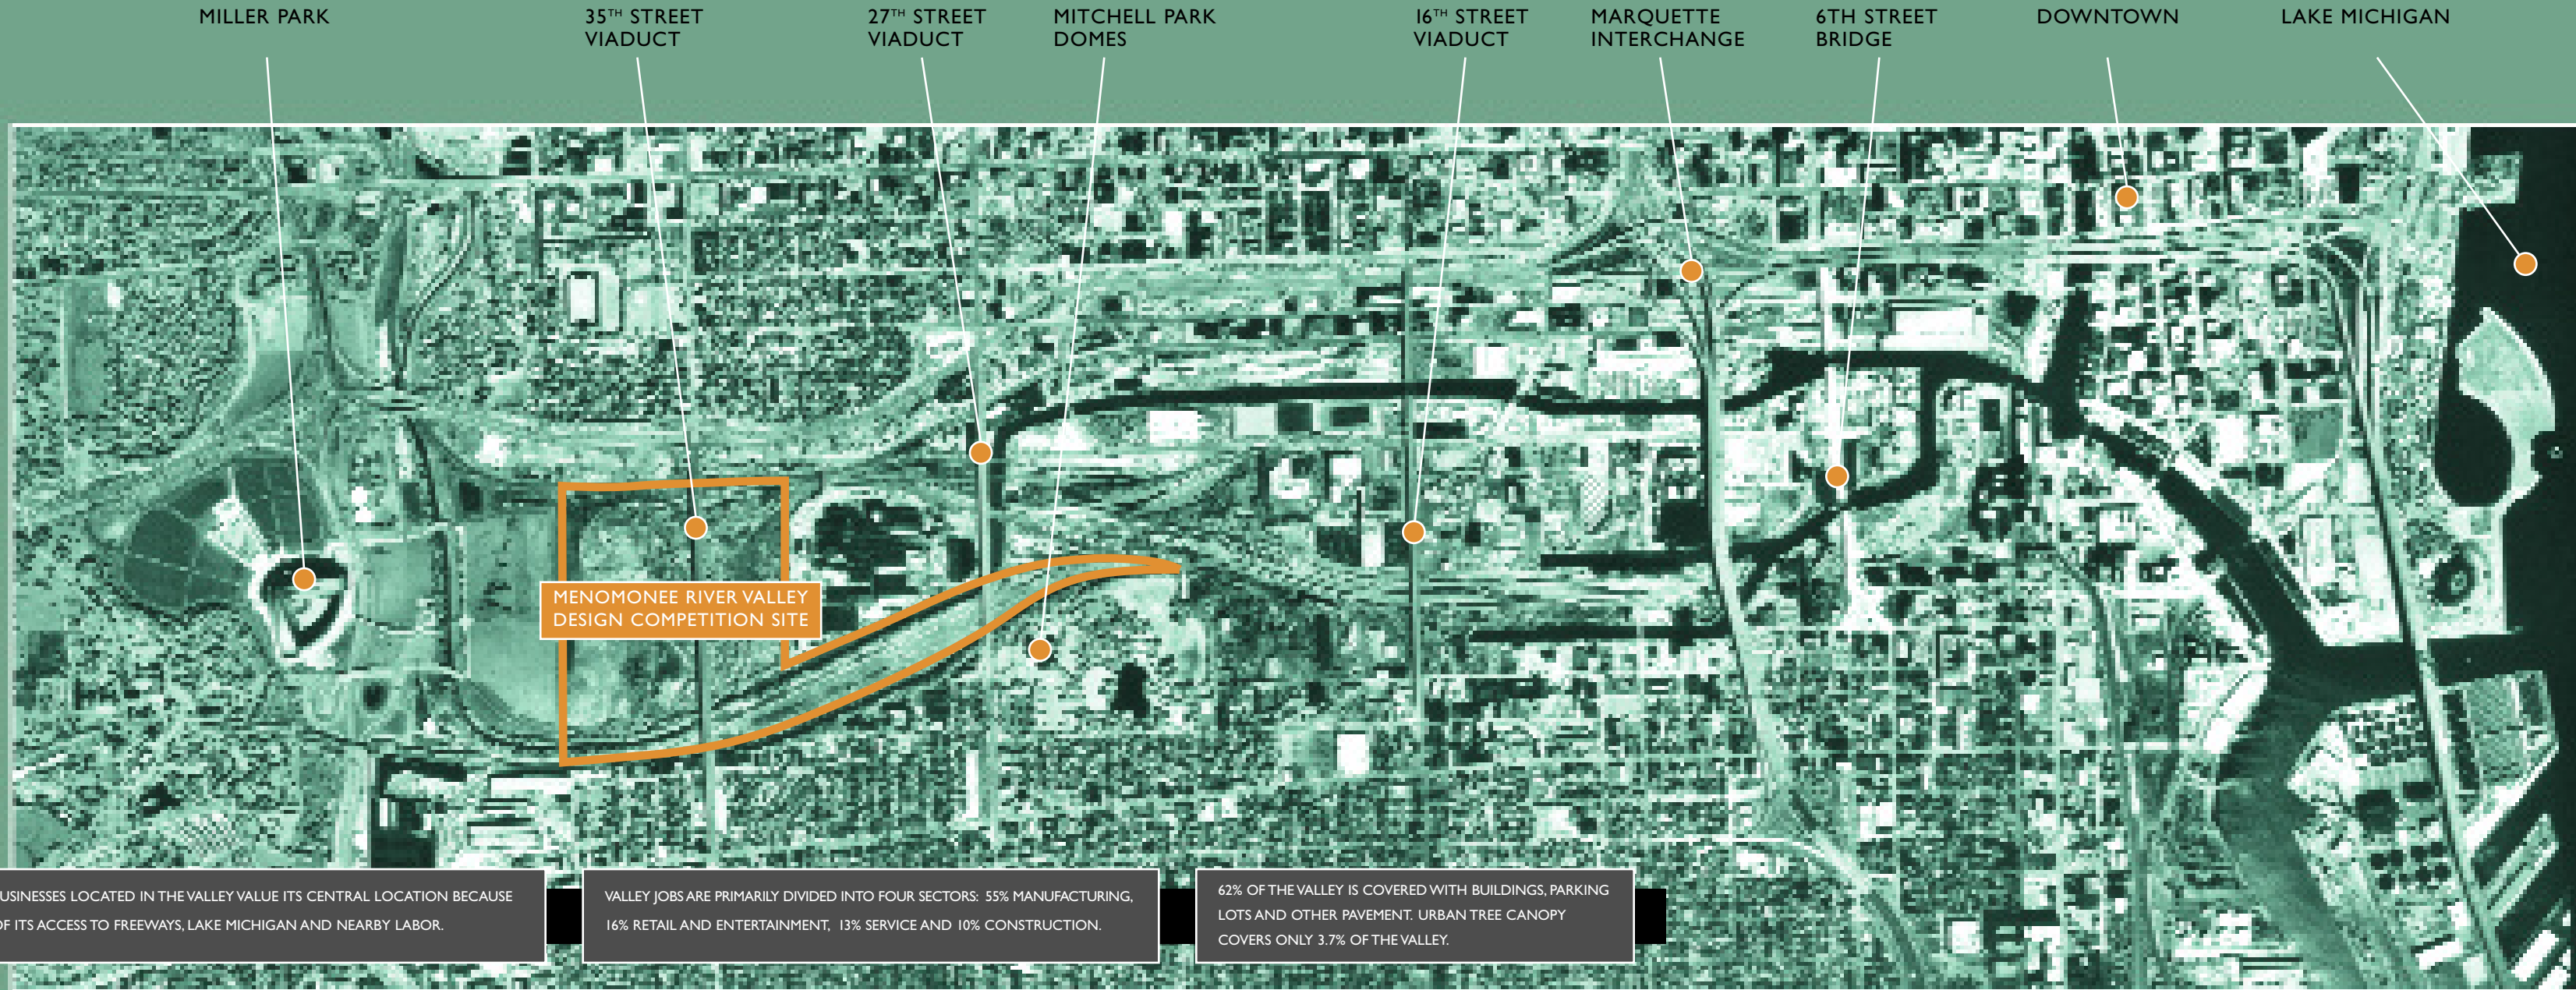 MILLER PARK
35TH STREET
VIADUCT
27TH STREET
VIADUCT
MITCHELL PARK
DOMES
16TH STREET
VIADUCT
MARQUETTE
INTERCHANGE
6TH STREET
BRIDGE
DOWNTOWN
LAKE MICHIGAN
MENOMONEE RIVER VALLEY
DESIGN COMPETITION SITE
USINESSES LOCATED IN THE VALLEY VALUE ITS CENTRAL LOCATION BECAUSE
OF ITS ACCESS TO FREEWAYS, LAKE MICHIGAN AND NEARBY LABOR.
VALLEY JOBS ARE PRIMARILY DIVIDED INTO FOUR SECTORS: 55% MANUFACTURING,
16% RETAIL AND ENTERTAINMENT, 13% SERVICE AND 10% CONSTRUCTION.
62% OF THE VALLEY IS COVERED WITH BUILDINGS, PARKING
LOTS AND OTHER PAVEMENT. URBAN TREE CANOPY
COVERS ONLY 3.7% OF THE VALLEY.